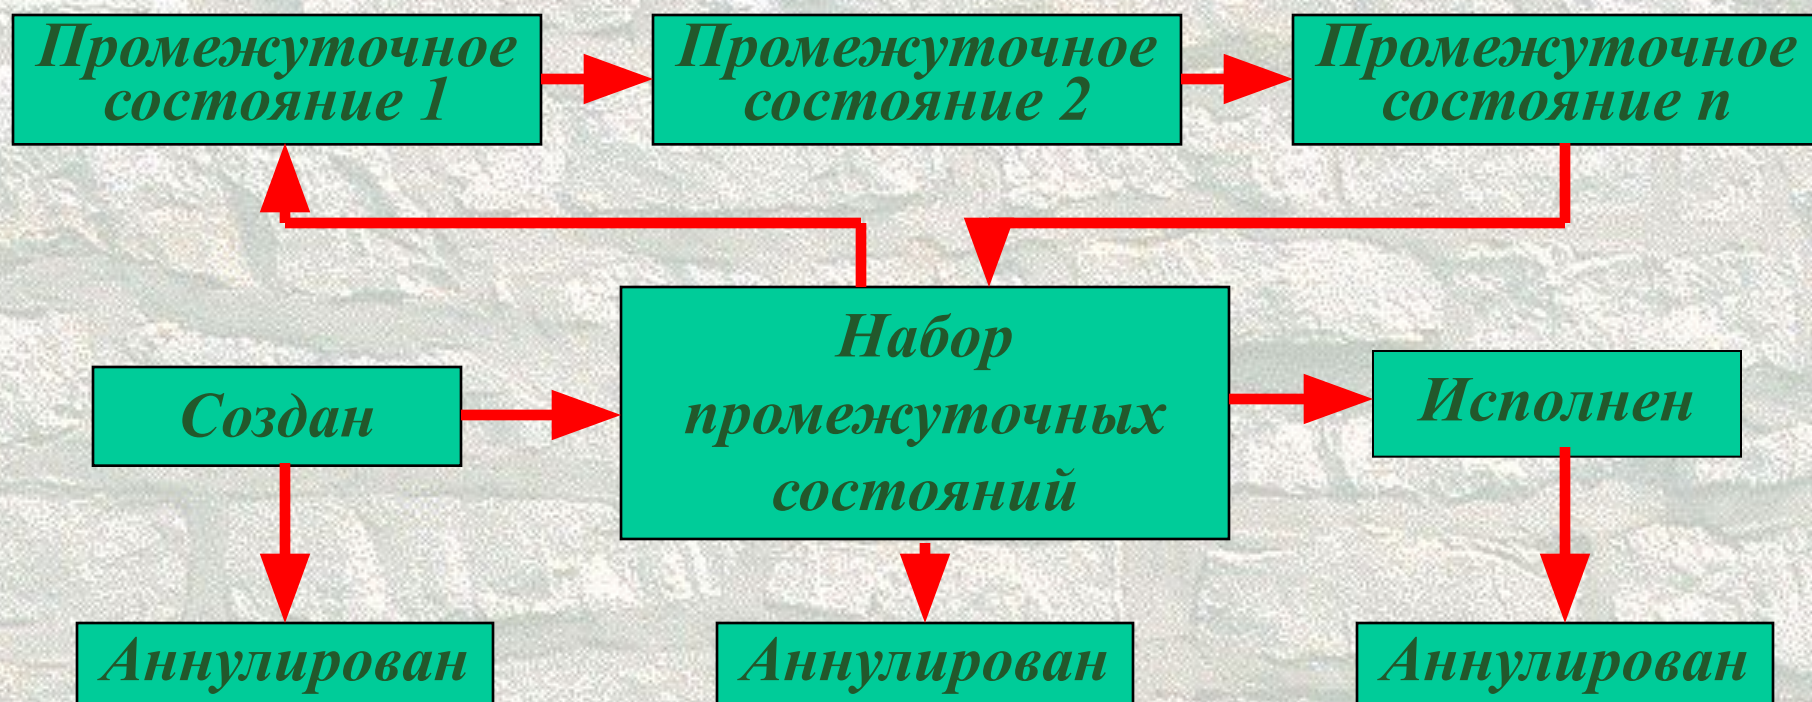 Промежуточное
состояние 1
Промежуточное
состояние 2
Промежуточное
состояние n
Набор
промежуточных
состояний
Создан
Исполнен
Аннулирован
Аннулирован
Аннулирован